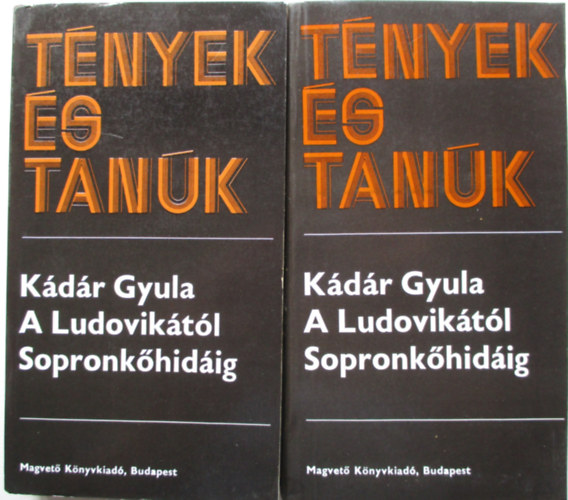 TÉNYEK
ÉS
TANÚK
Kádár Gyula
A Ludovikától
Sopronkőhidáig
Magvető Könyvkiadó, Budapest
TÉNYEK
ÉS
TANÚK
Kádár Gyula
A Ludovikától
Sopronkőhidáig
Magvető Könyvkiadó, Budapest